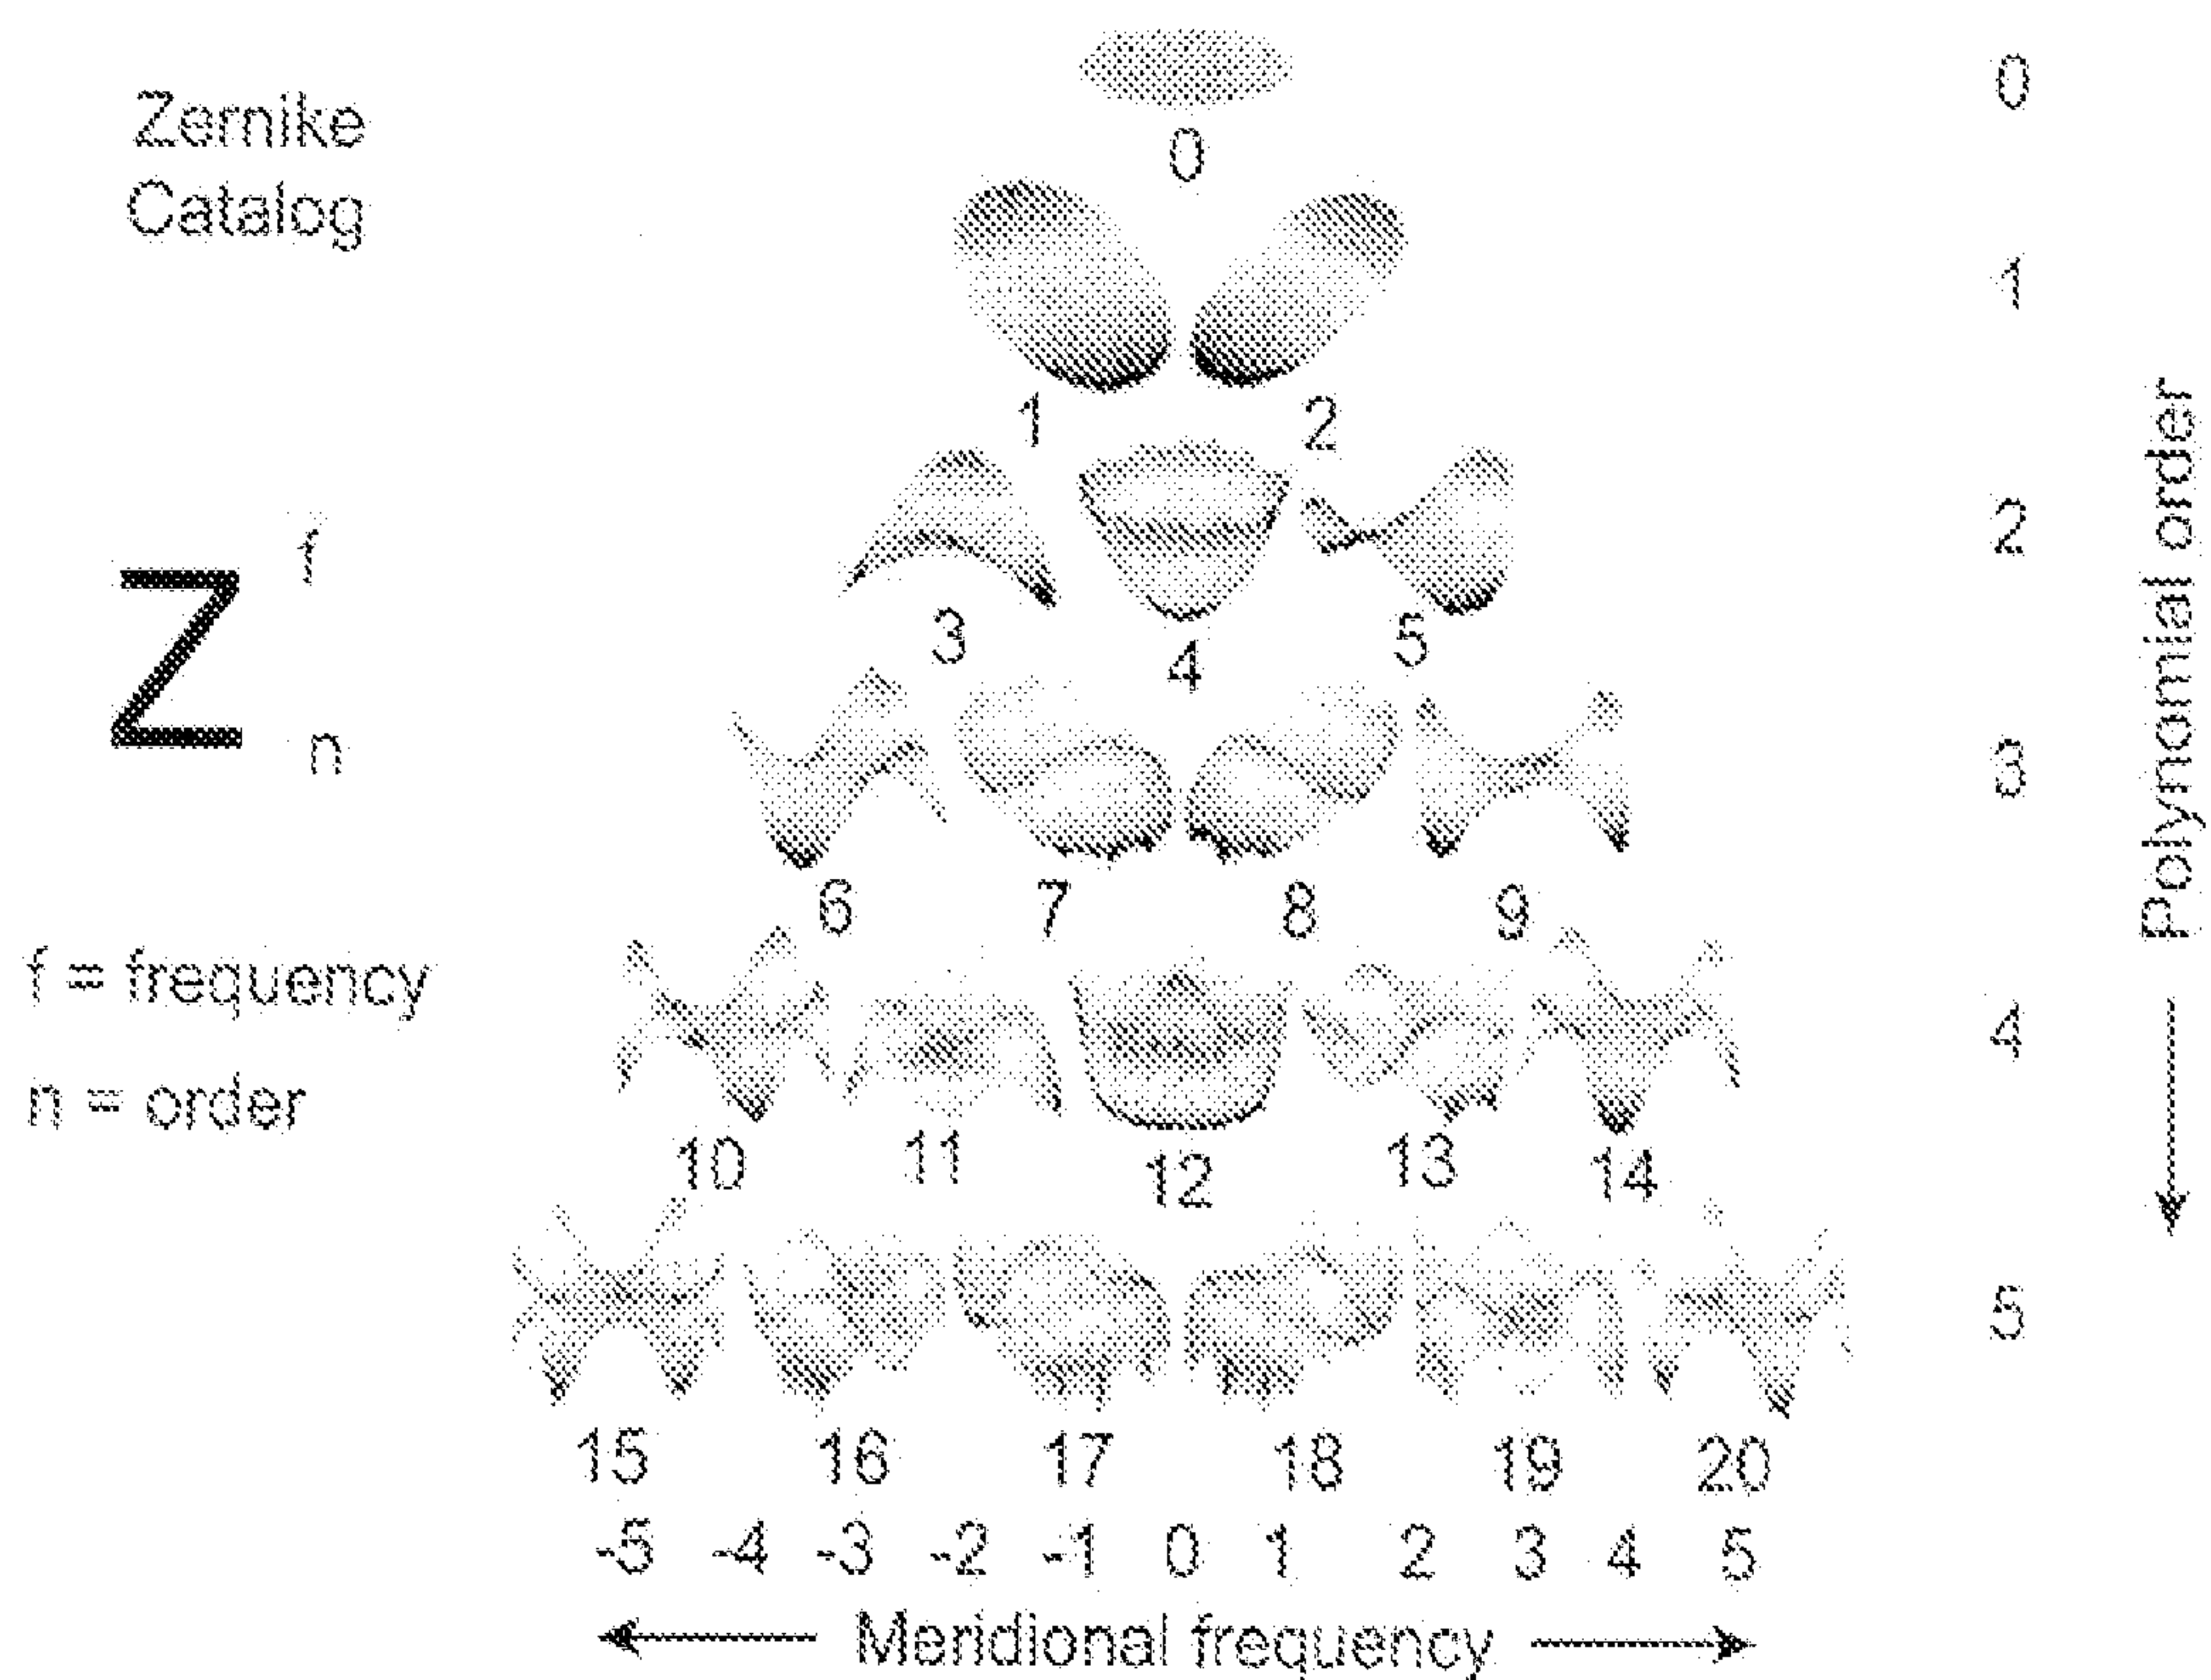 Zernike
Catalog
Z f n
f = frequency
n = order
0
1 2
3 4 5
6 7 8 9
10 11 12 13 14
15 16 17 18 19 20
-5 -4 -3 -2 -1 0 1 2 3 4 5
Meridional frequency
0
1
2
3
4
5
Polynomial order